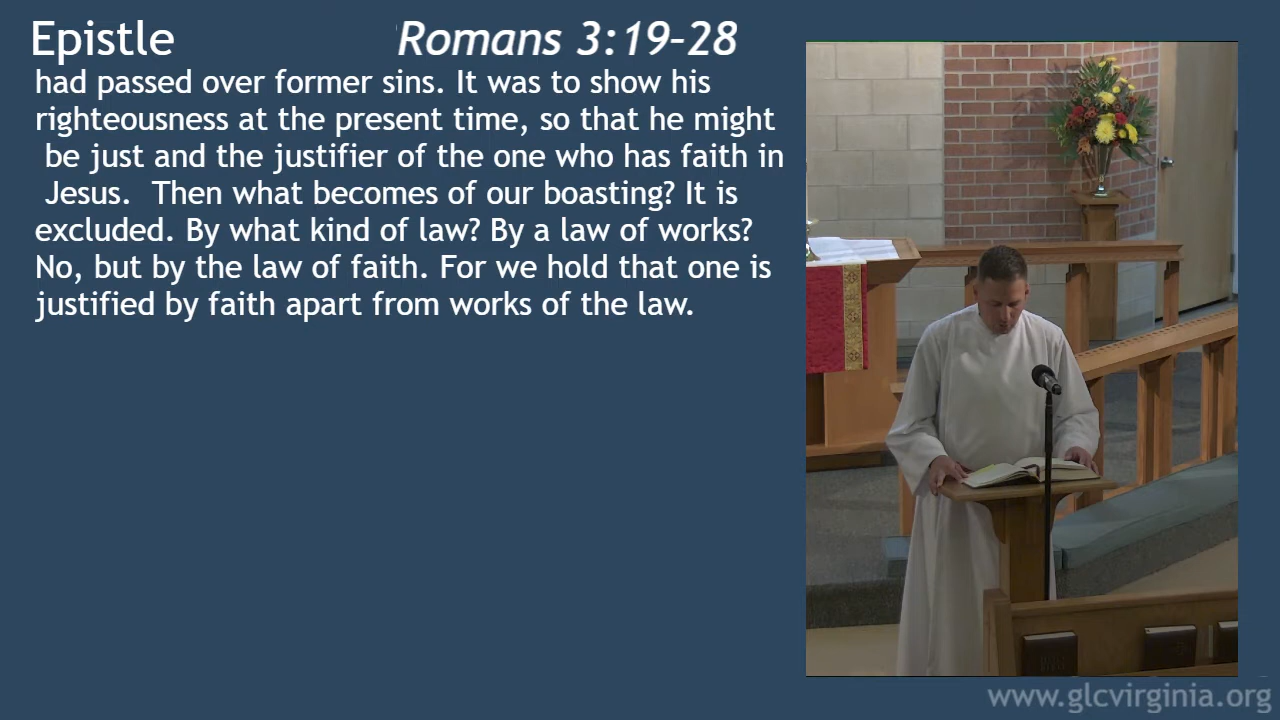 Epistle Romans 3:19–28
had passed over former sins. It was to show his
righteousness at the present time, so that he might
be just and the justifier of the one who has faith in
Jesus. Then what becomes of our boasting? It is
excluded. By what kind of law? By a law of works?
No, but by the law of faith. For we hold that one is
justified by faith apart from works of the law.
www.glcvirginia.org